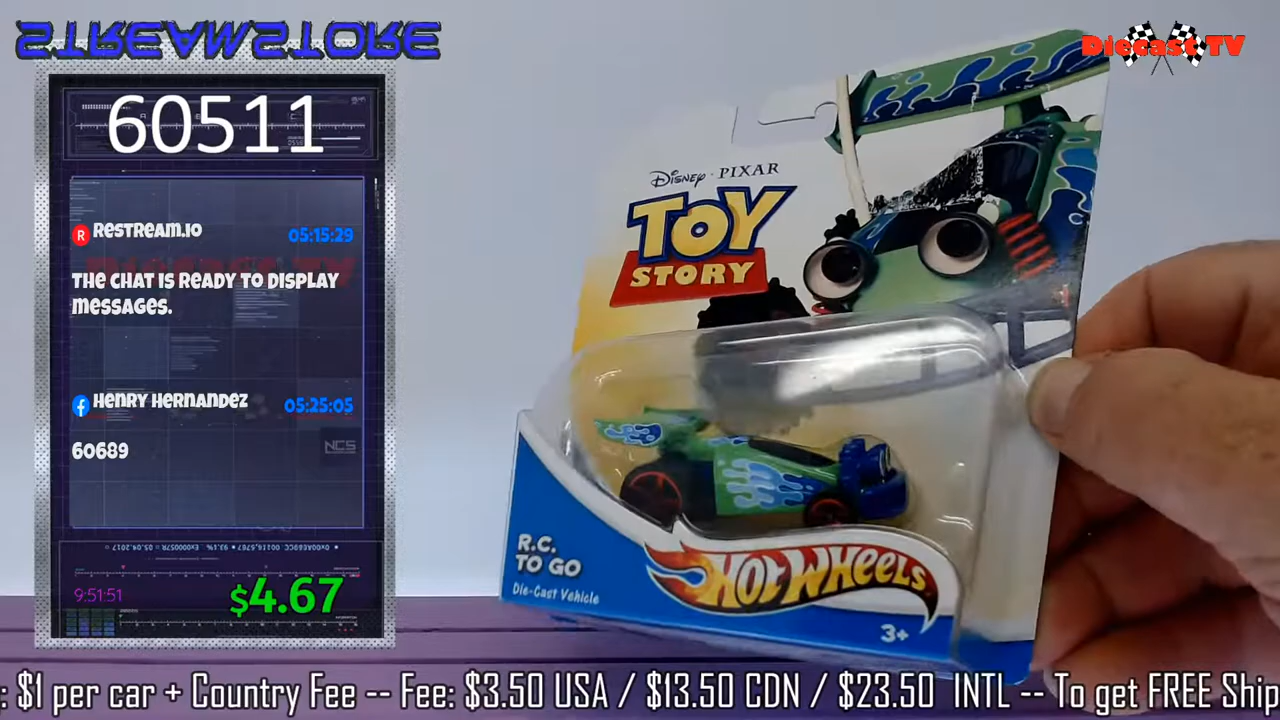 STREAM STORE
60511
Restream.io 05:15:29
The chat is ready to display
messages.
Henry Hernandez 05:25:05
60689
NCS
9:51:51
$4.67
Diecast TV
DISNEY · PIXAR
TOY
STORY
R.C.
TO GO
Die-Cast Vehicle
HOT WHEELS
3+
: $1 per car + Country Fee -- Fee: $3.50 USA / $13.50 CDN / $23.50 INTL -- To get FREE Ship